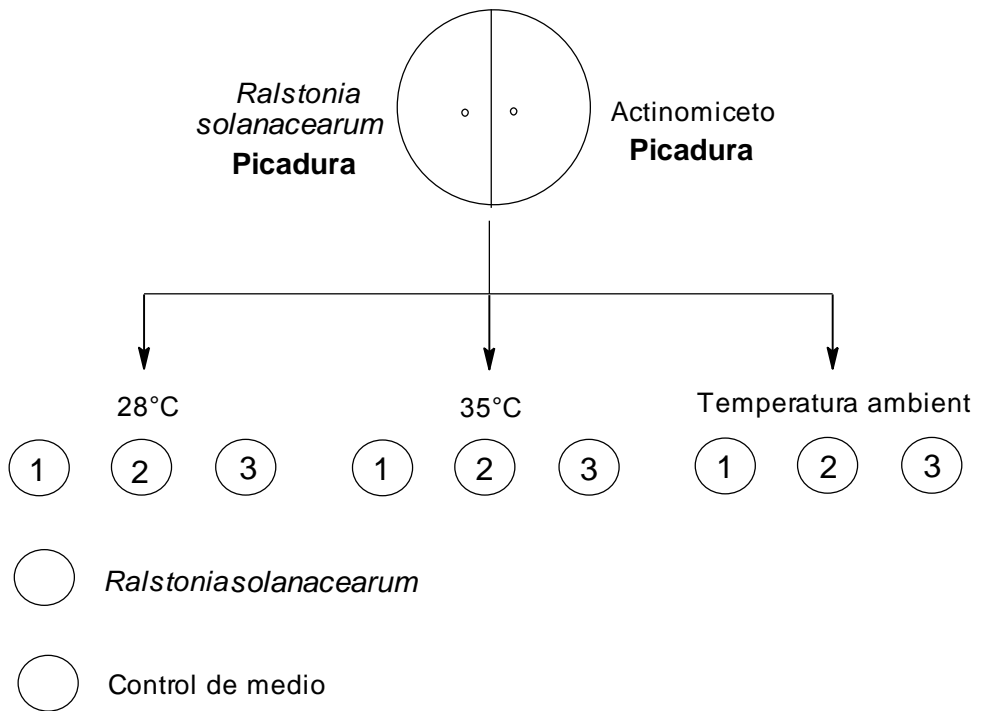 Ralstonia
solanacearum
Picadura
Actinomiceto
Picadura
28°C
35°C
Temperatura ambient
1 2 3 1 2 3 1 2 3
Ralstoniasolanacearum
Control de medio